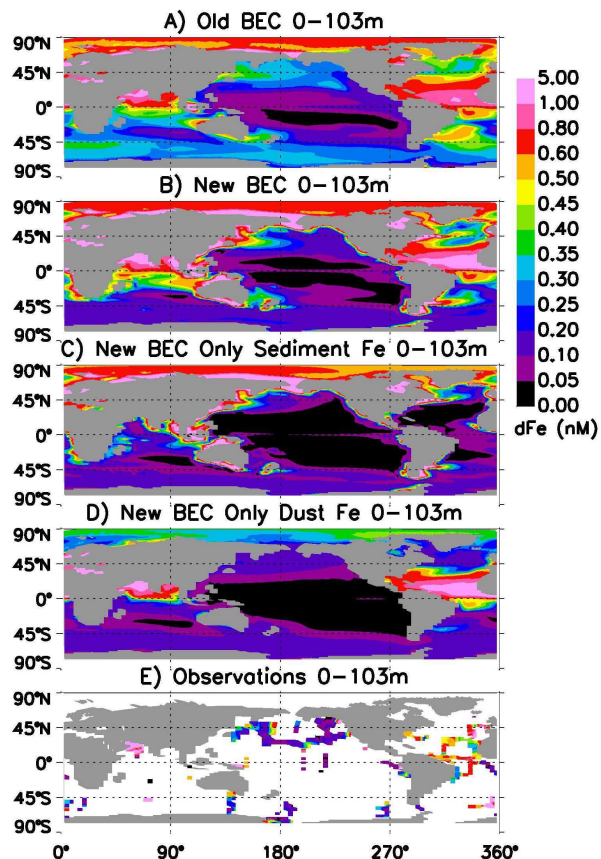 A) Old BEC 0-103m
90°N
45°N
0°
45°S
90°S
B) New BEC 0-103m
90°N
45°N
0°
45°S
90°S
C) New BEC Only Sediment Fe 0-103m
90°N
45°N
0°
45°S
90°S
D) New BEC Only Dust Fe 0-103m
90°N
45°N
0°
45°S
90°S
E) Observations 0-103m
90°N
45°N
0°
45°S
90°S
0° 90° 180° 270° 360°
5.00
1.00
0.80
0.60
0.50
0.45
0.40
0.35
0.30
0.25
0.20
0.10
0.05
0.00
dFe (nM)